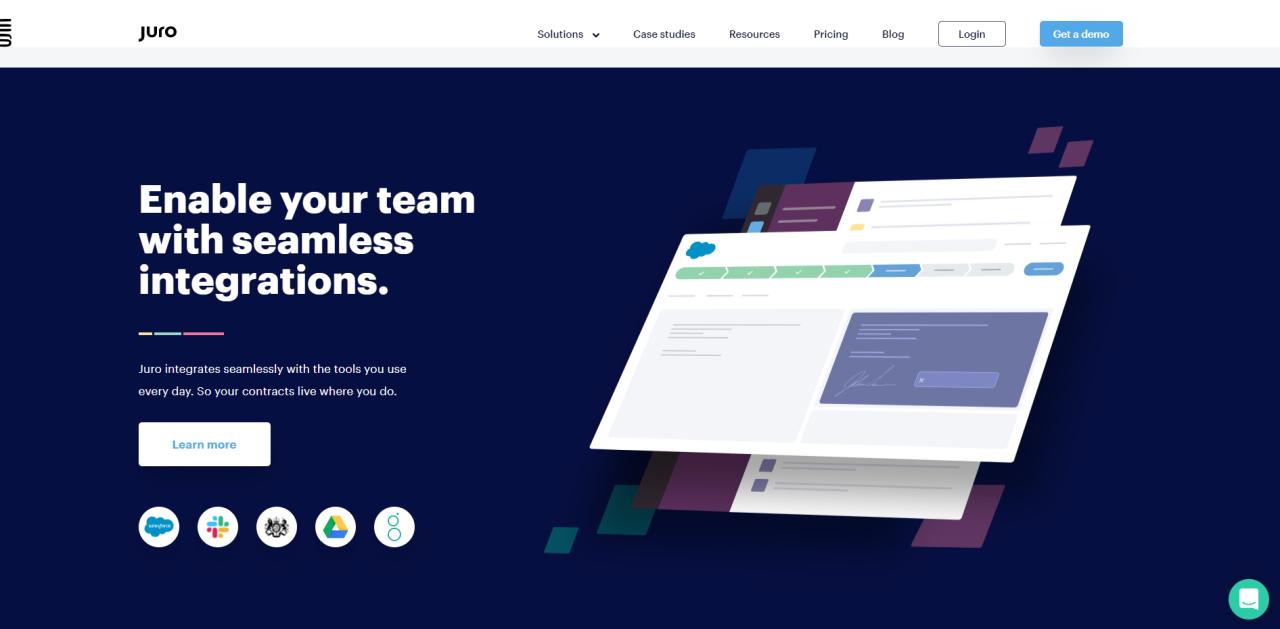 Juro
Solutions
Case studies
Resources
Pricing
Blog
Login
Get a demo
Enable your team
with seamless
integrations.
Juro integrates seamlessly with the tools you use
every day. So your contracts live where you do.
Learn more
salesforce